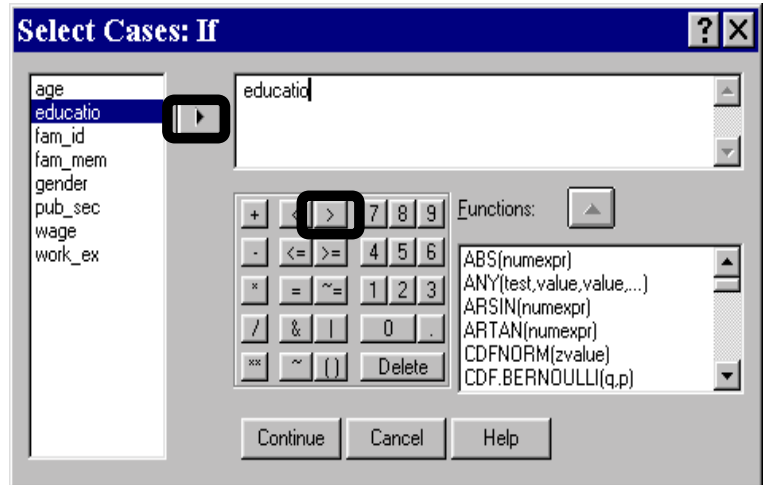 Select Cases: If
? X
age
educatio
fam_id
fam_mem
gender
pub_sec
wage
work_ex
educatio
+ < > 7 8 9
- <= >= 4 5 6
* = ~= 1 2 3
/ & | 0 .
** ~ () Delete
Functions:
ABS(numexpr)
ANY(test,value,value,...)
ARSIN(numexpr)
ARTAN(numexpr)
CDFNORM(zvalue)
CDF.BERNOULLI(q,p)
Continue Cancel Help